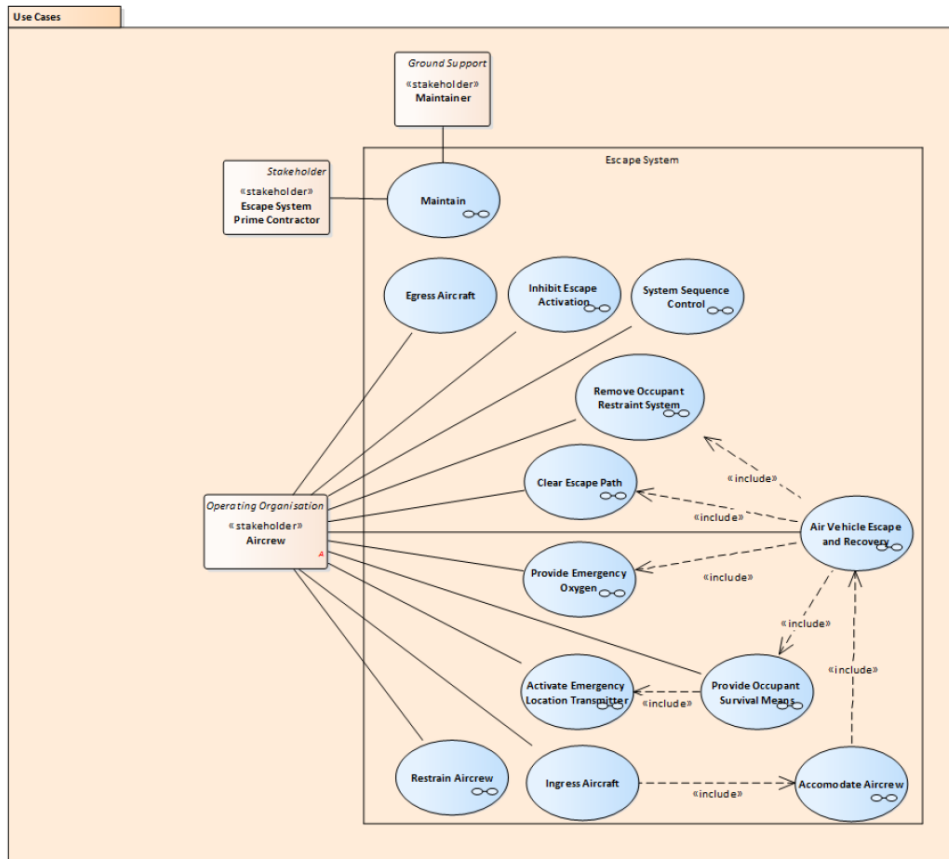 Use Cases
Ground Support
«stakeholder»
Maintainer
Escape System
Stakeholder
«stakeholder»
Escape System
Prime Contractor
Maintain
Egress Aircraft
Inhibit Escape
Activation
System Sequence
Control
Remove Occupant
Restraint System
«include»
Clear Escape Path
«include»
Operating Organisation
«stakeholder»
Aircrew
A
Air Vehicle Escape
and Recovery
Provide Emergency
Oxygen
«include»
«include»
«include»
Activate Emergency
Location Transmitter
«include»
Provide Occupant
Survival Means
Restrain Aircrew
Ingress Aircraft
«include»
Accomodate Aircrew